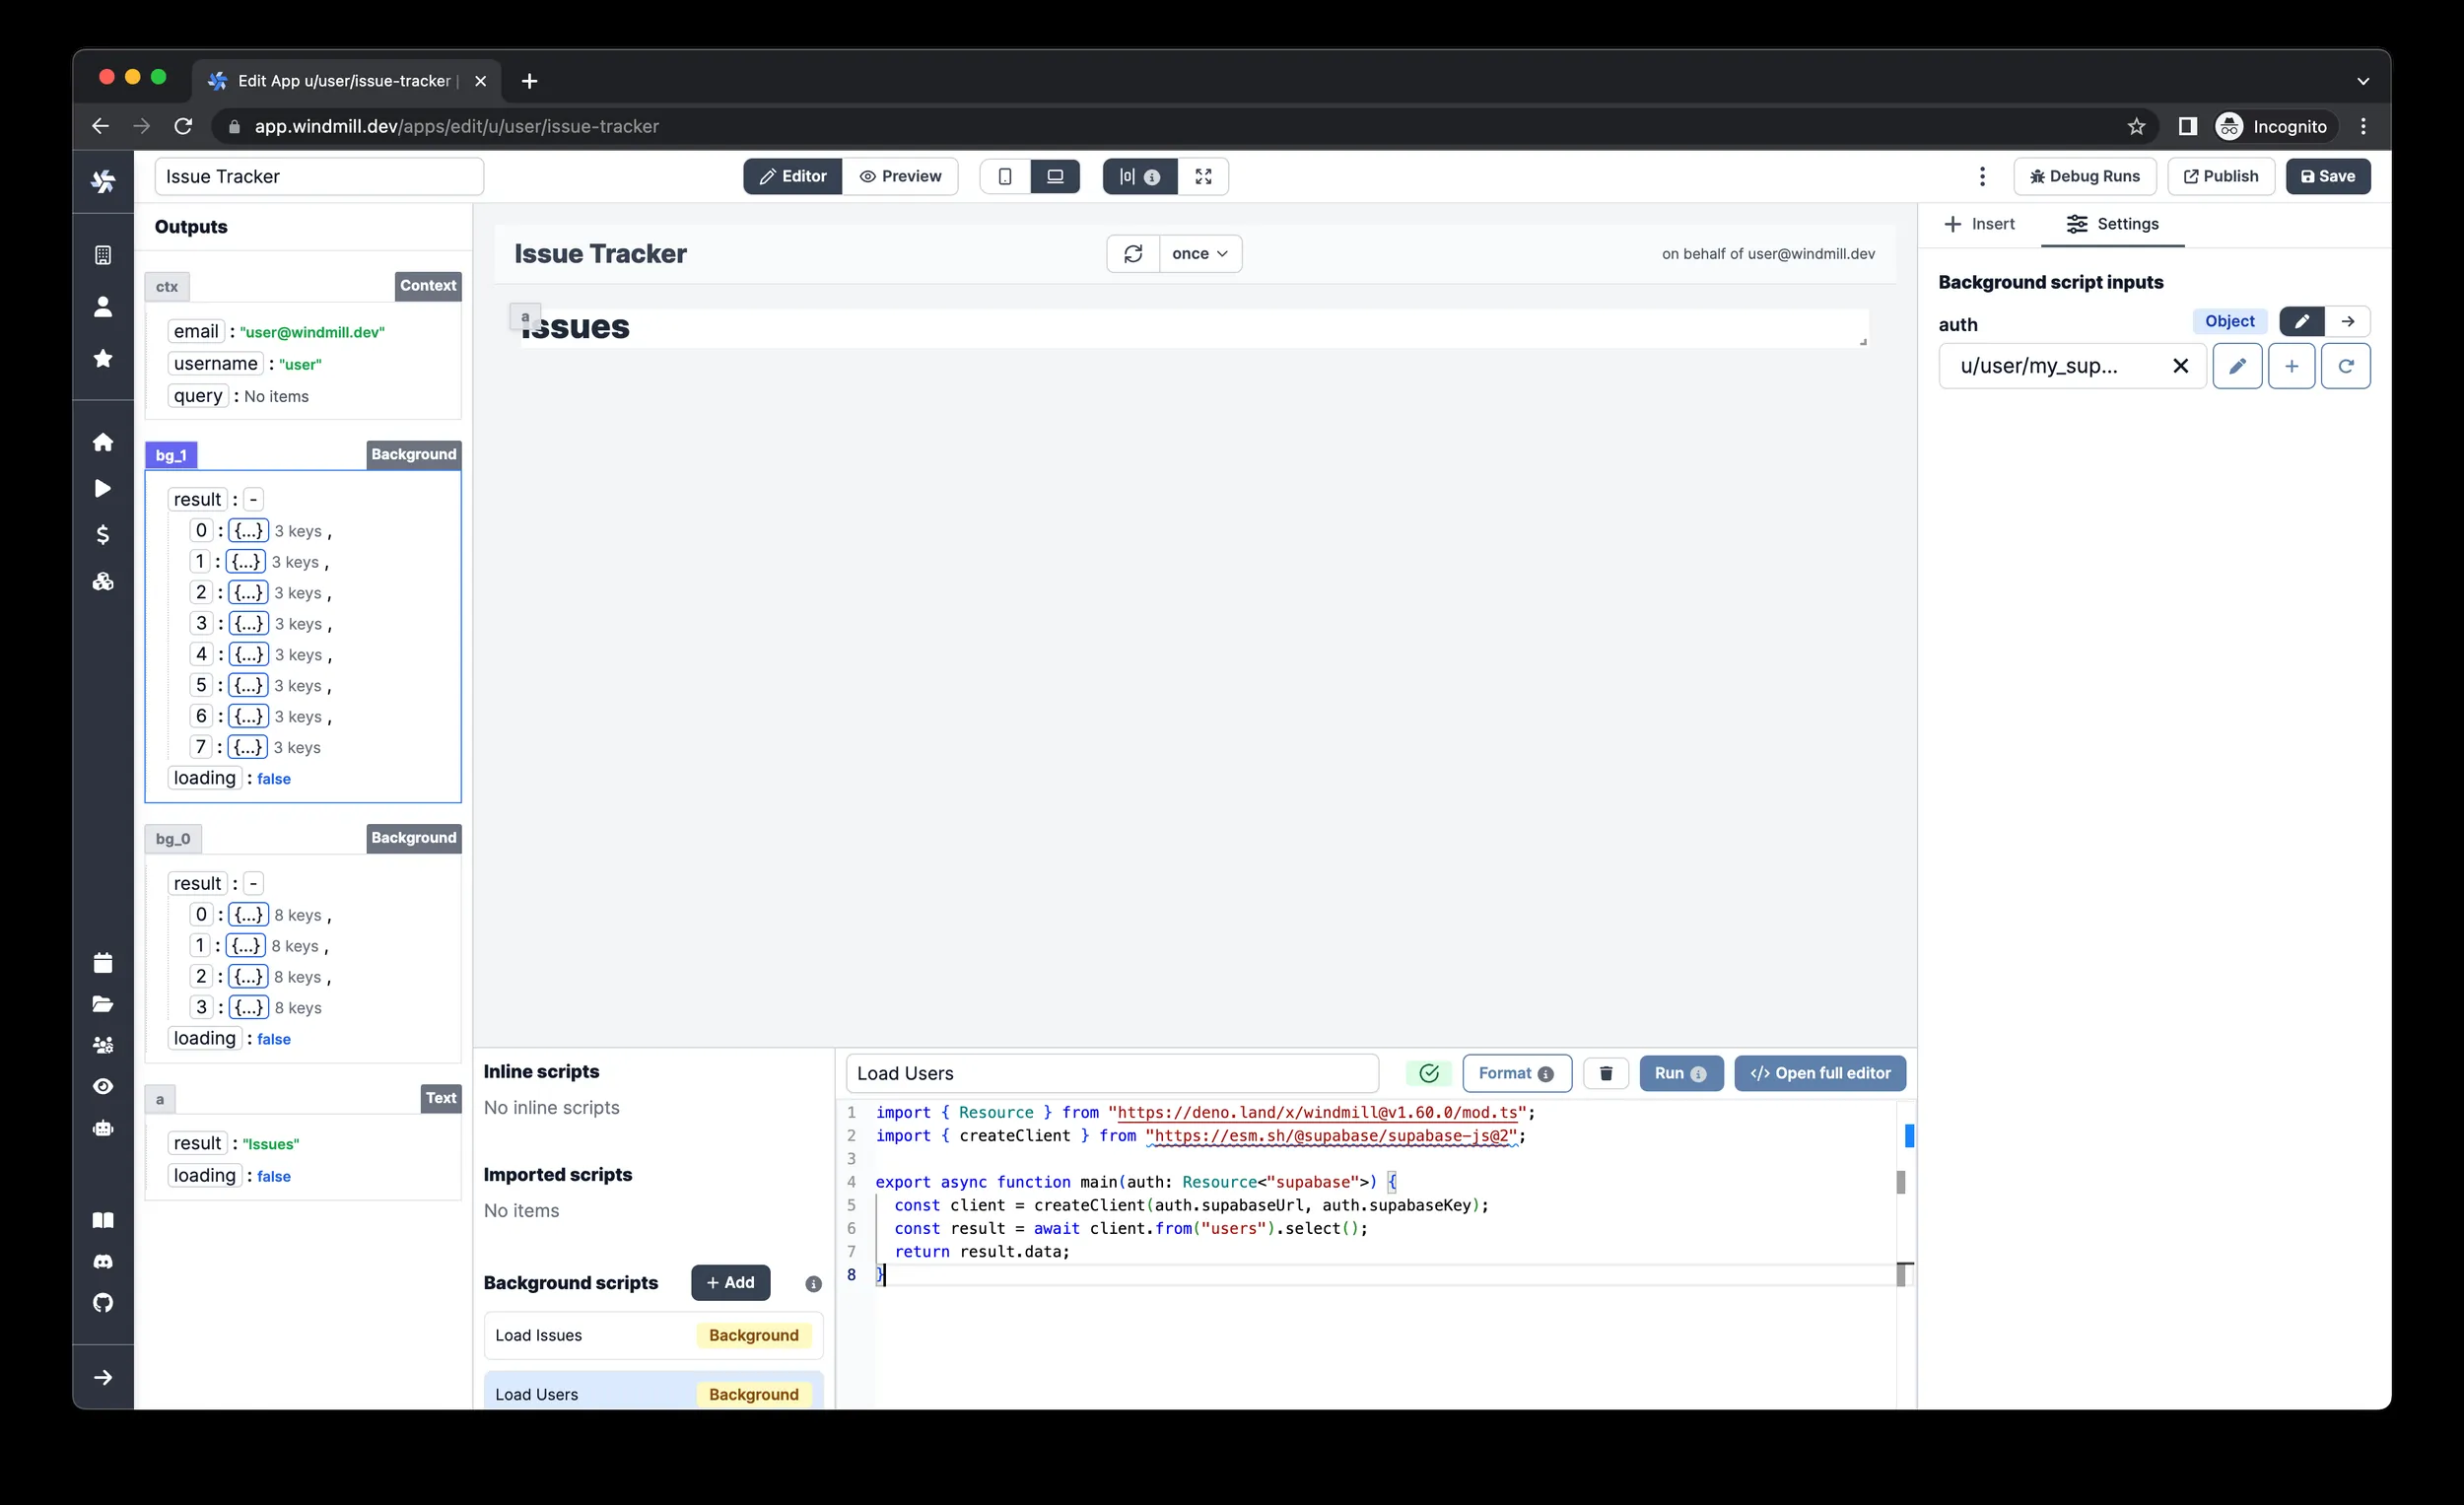 Edit App u/user/issue-tracker |
app.windmill.dev/apps/edit/u/user/issue-tracker
Incognito
Issue Tracker
Editor
Preview
Debug Runs
Publish
Save
Outputs
ctx
Context
email : "user@windmill.dev"
username : "user"
query : No items
bg_1
Background
result : -
0 : {...} 3 keys ,
1 : {...} 3 keys ,
2 : {...} 3 keys ,
3 : {...} 3 keys ,
4 : {...} 3 keys ,
5 : {...} 3 keys ,
6 : {...} 3 keys ,
7 : {...} 3 keys
loading : false
bg_0
Background
result : -
0 : {...} 8 keys ,
1 : {...} 8 keys ,
2 : {...} 8 keys ,
3 : {...} 8 keys
loading : false
a
Text
result : "Issues"
loading : false
Issue Tracker
once
on behalf of user@windmill.dev
a
Issues
Inline scripts
No inline scripts
Imported scripts
No items
Background scripts
+ Add
Load Issues
Background
Load Users
Background
Load Users
Format
Run
</> Open full editor
1 import { Resource } from "https://deno.land/x/windmill@v1.60.0/mod.ts";
2 import { createClient } from "https://esm.sh/@supabase/supabase-js@2";
3
4 export async function main(auth: Resource<"supabase">) {
5 const client = createClient(auth.supabaseUrl, auth.supabaseKey);
6 const result = await client.from("users").select();
7 return result.data;
8 }
Insert
Settings
Background script inputs
auth
Object
u/user/my_sup...